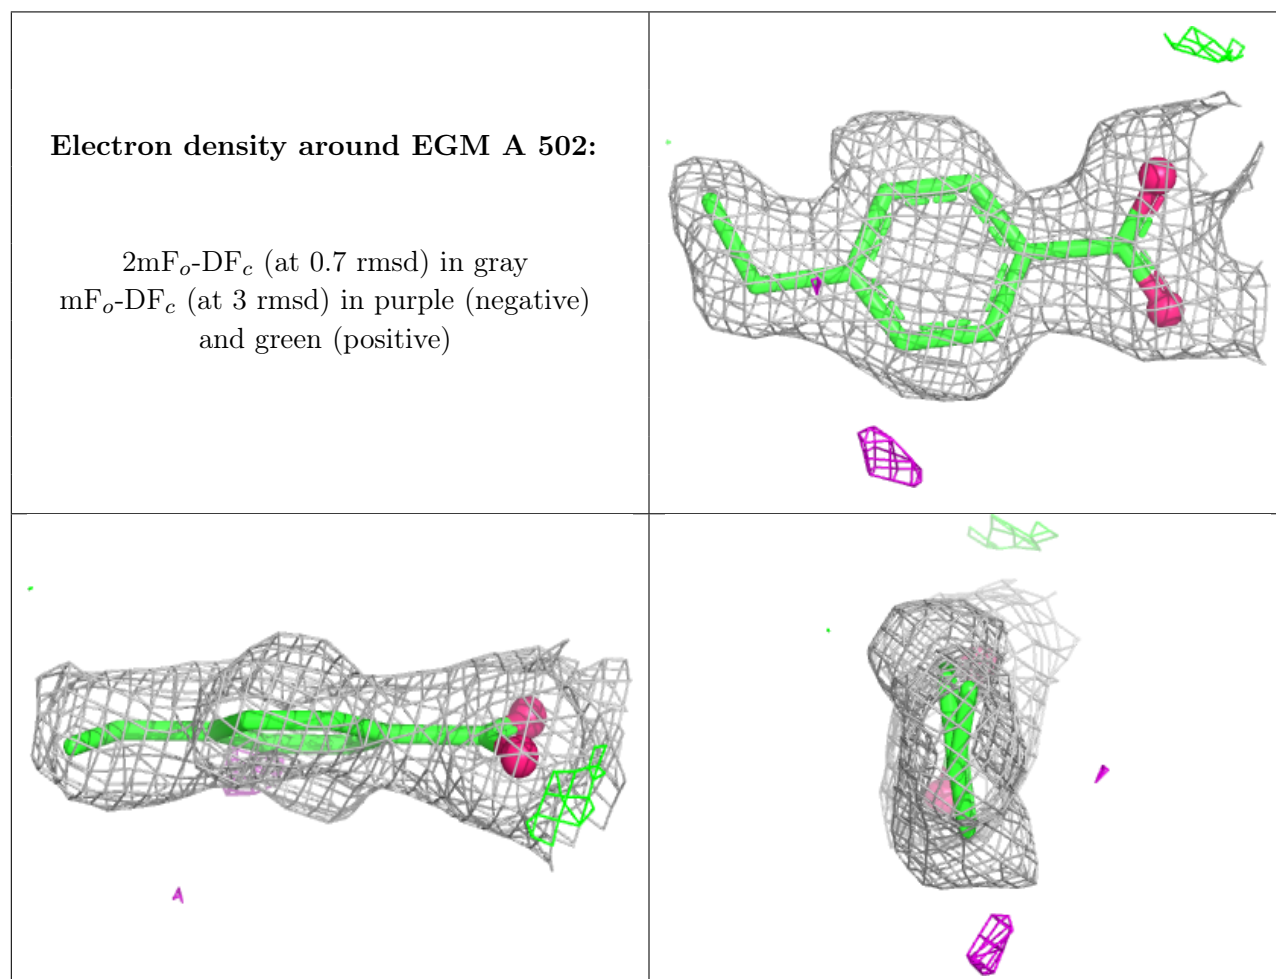 Electron density around EGM A 502:
2mFo-DFc (at 0.7 rmsd) in gray
mFo-DFc (at 3 rmsd) in purple (negative)
and green (positive)